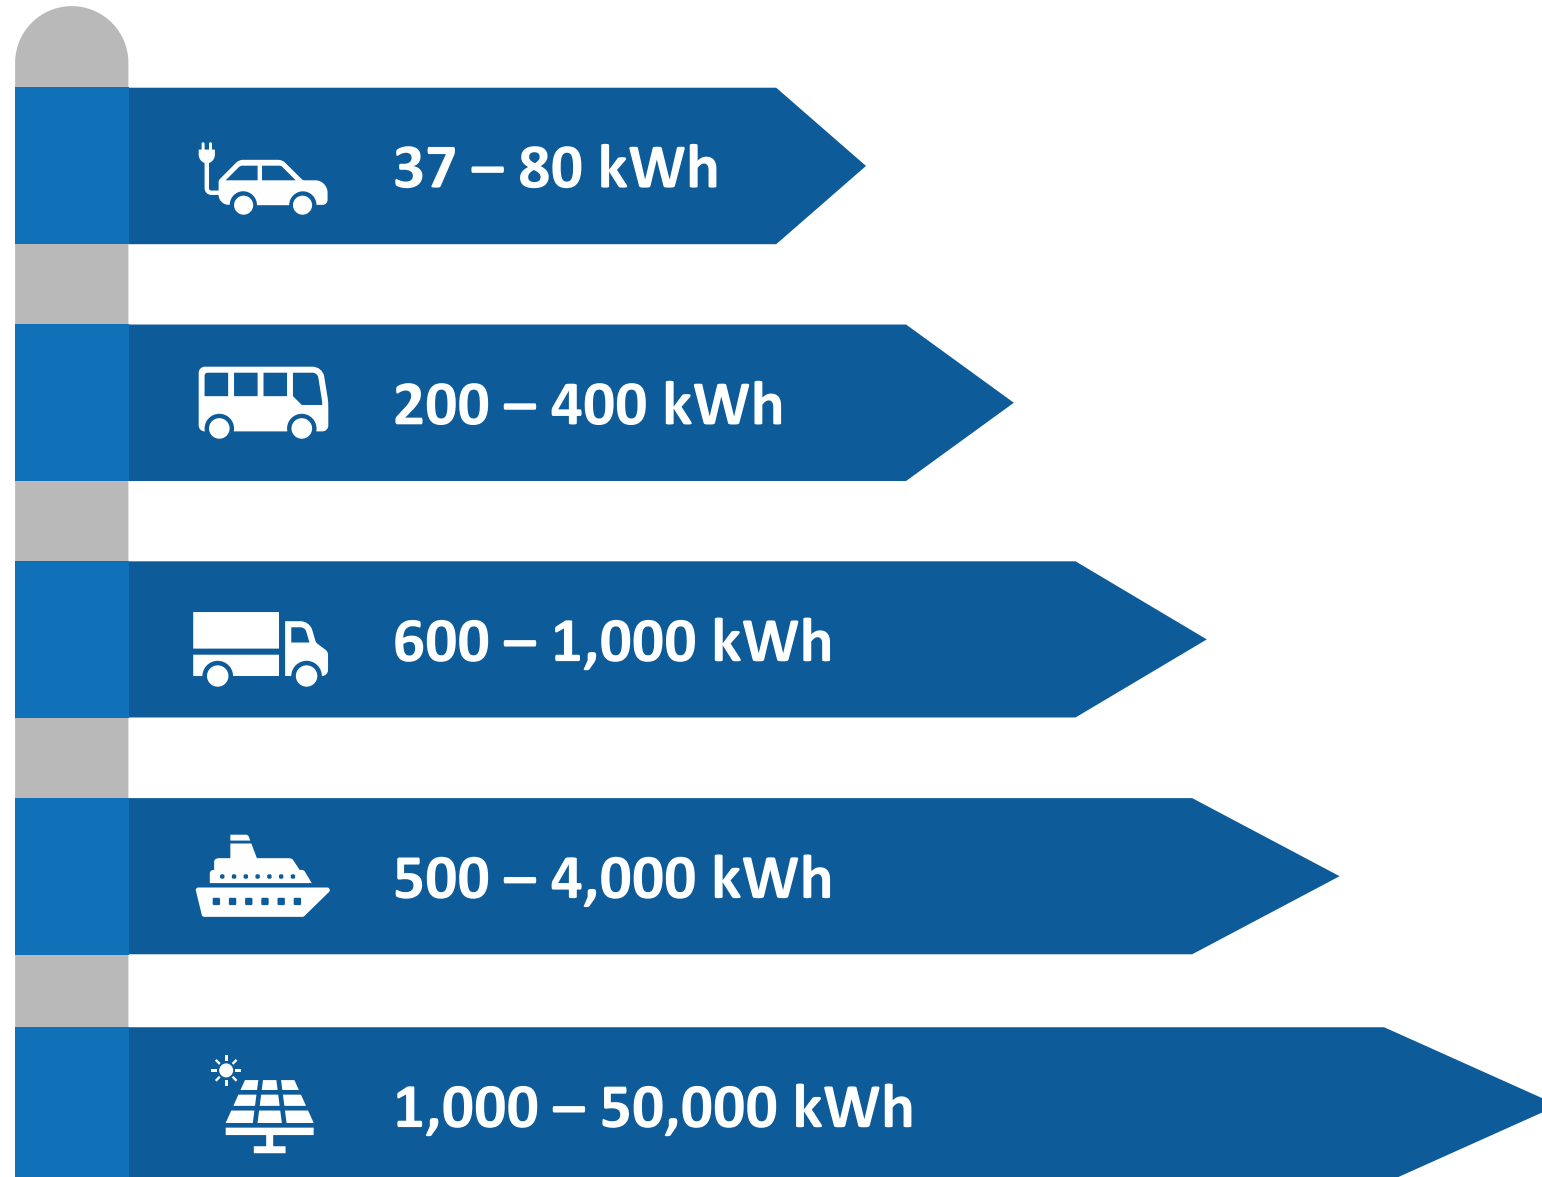 37 – 80 kWh
200 – 400 kWh
600 – 1,000 kWh
500 – 4,000 kWh
1,000 – 50,000 kWh